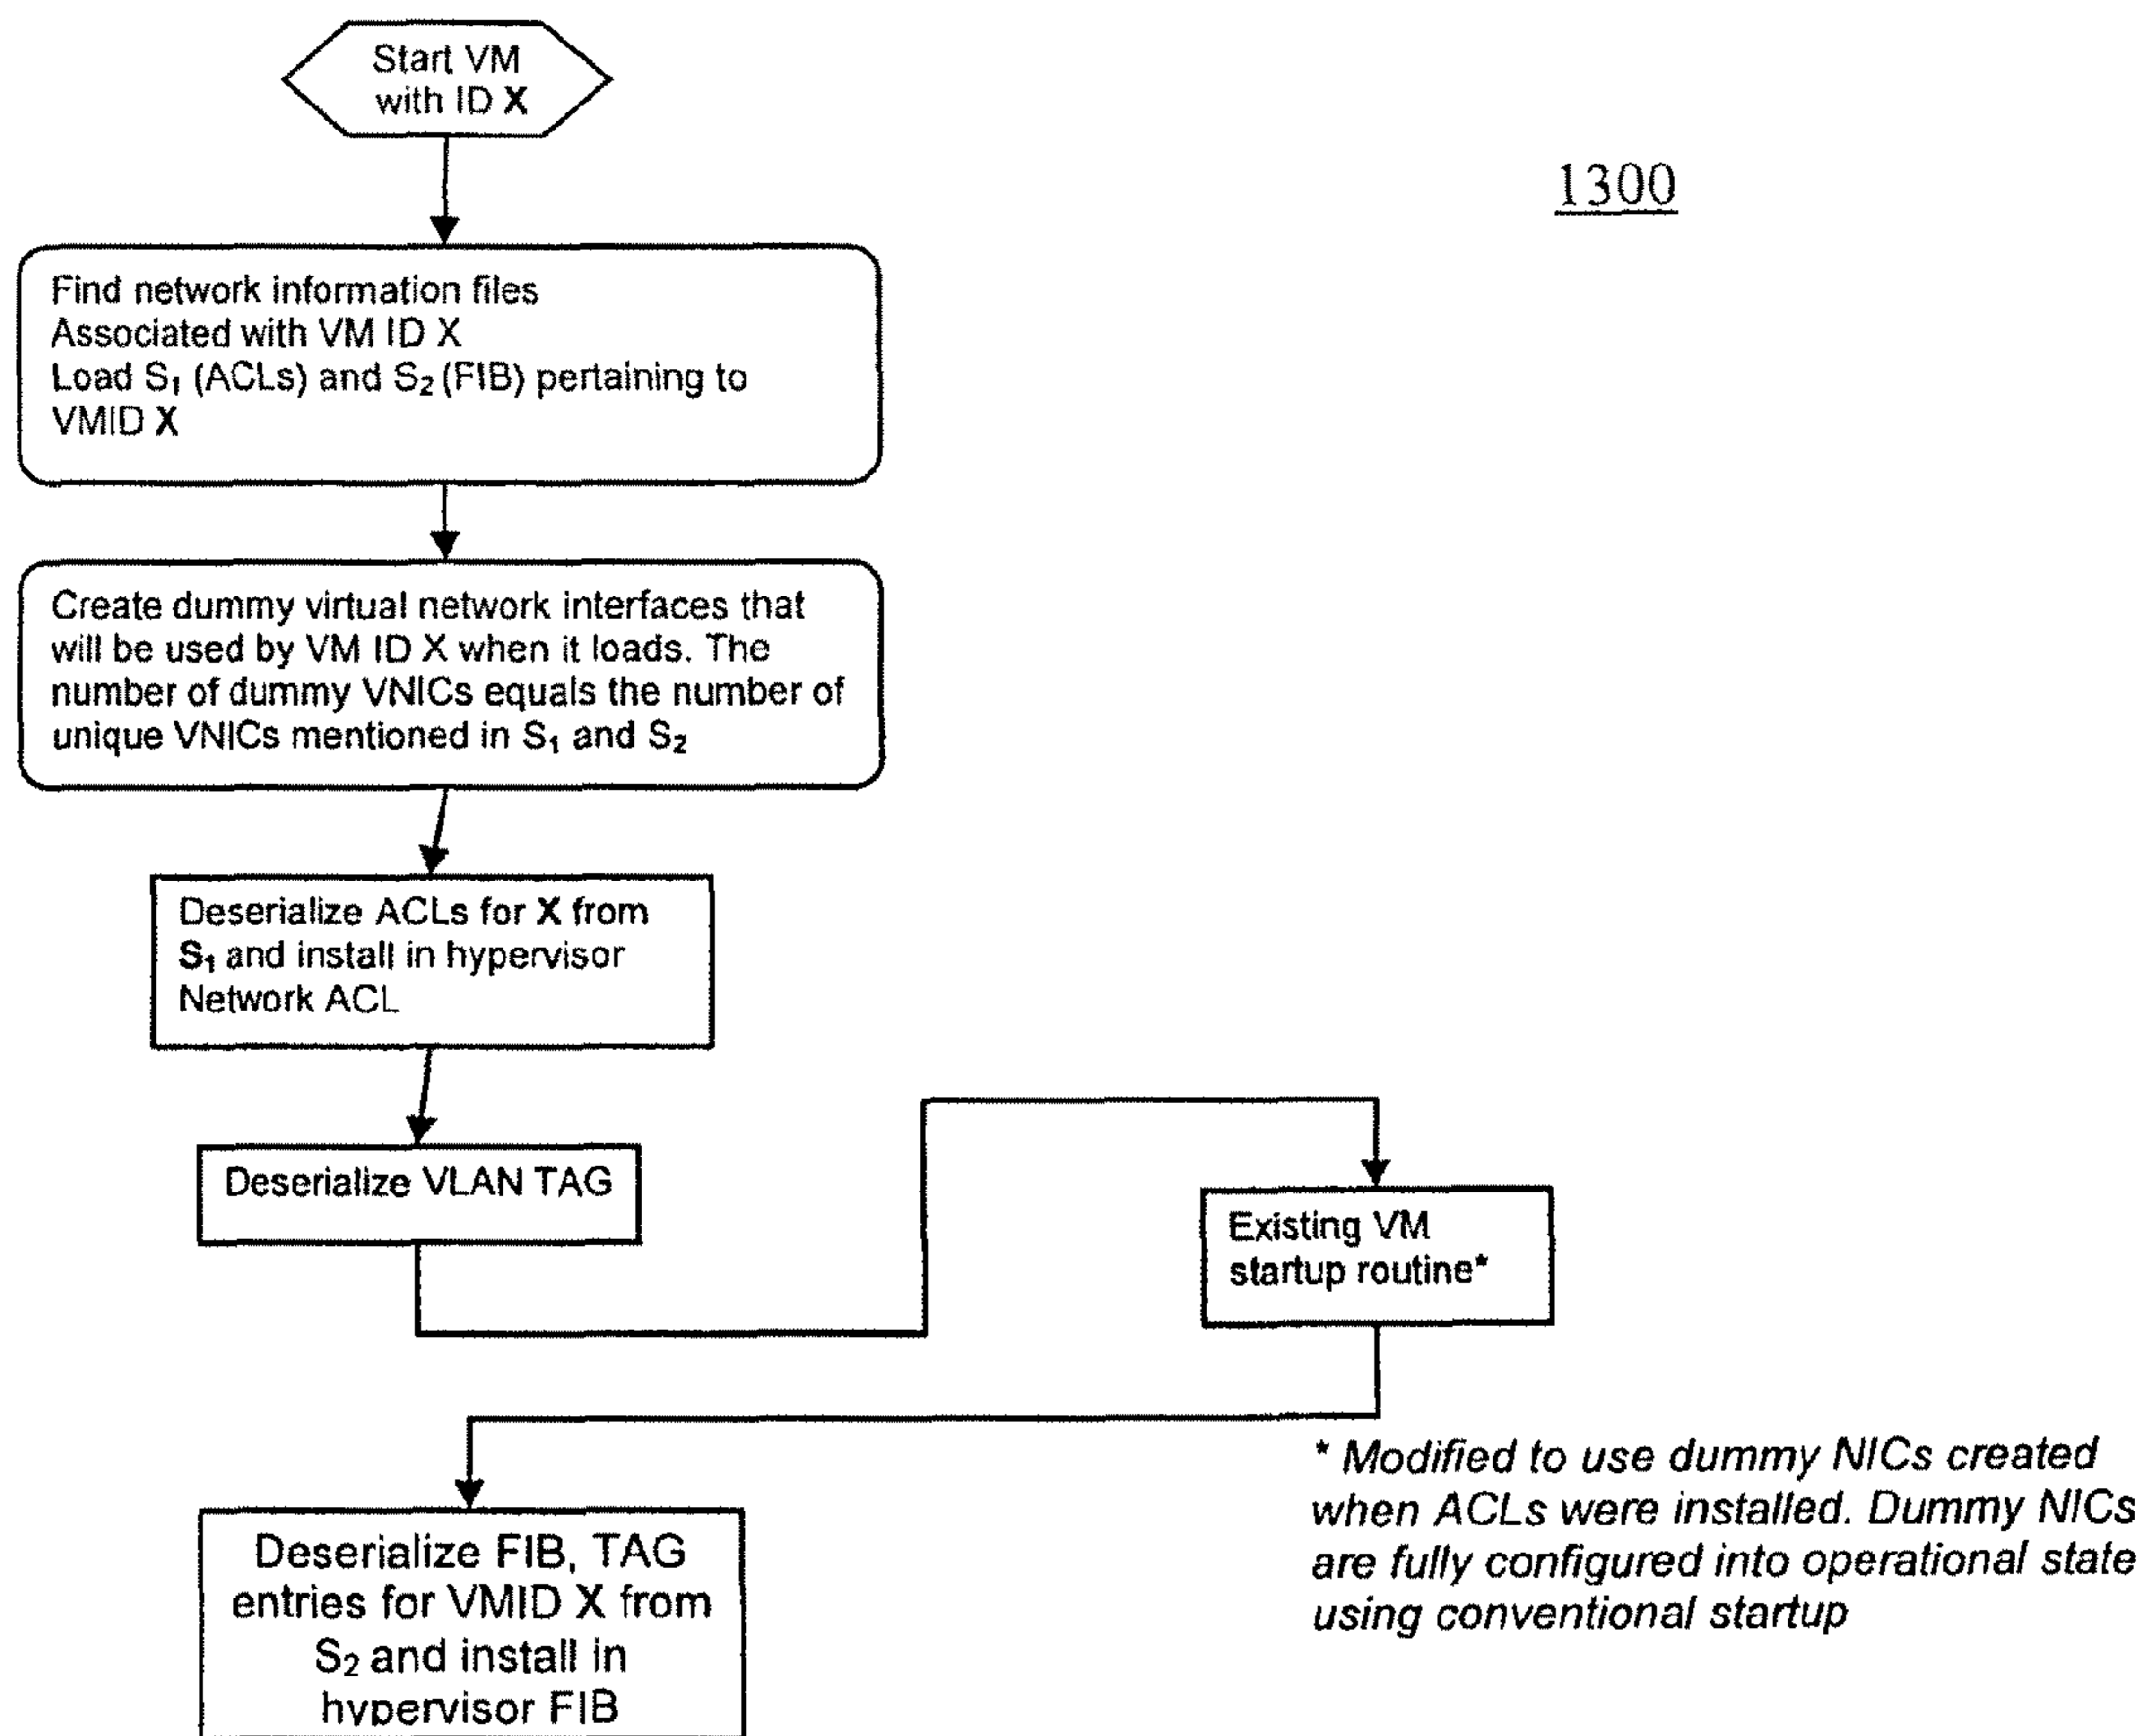 Start VM
with ID X
1300
Find network information files
Associated with VM ID X
Load S₁ (ACLs) and S₂ (FIB) pertaining to
VMID X
Create dummy virtual network interfaces that
will be used by VM ID X when it loads. The
number of dummy VNICs equals the number of
unique VNICs mentioned in S₁ and S₂
Deserialize ACLs for X from
S₁ and install in hypervisor
Network ACL
Deserialize VLAN TAG
Existing VM
startup routine*
* Modified to use dummy NICs created
when ACLs were installed. Dummy NICs
are fully configured into operational state
using conventional startup
Deserialize FIB, TAG
entries for VMID X from
S₂ and install in
hypervisor FIB